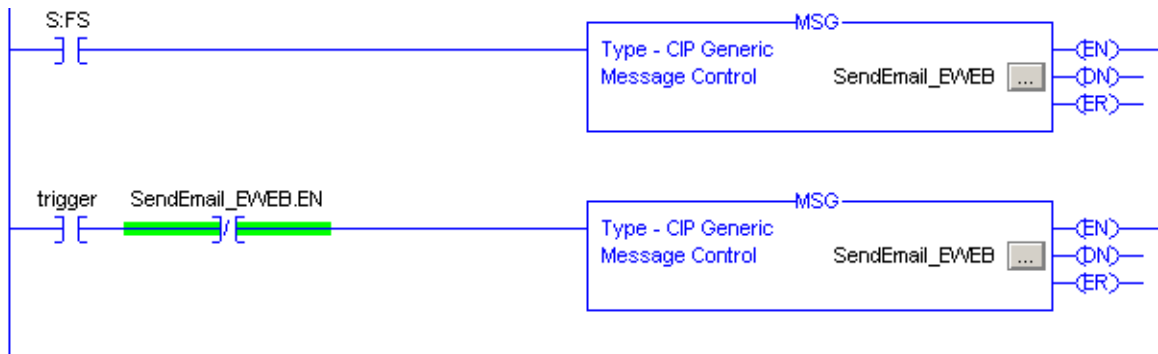 S:FS
MSG
Type - CIP Generic
Message Control SendEmail_EWEB ...
EN
DN
ER
trigger SendEmail_EWEB.EN
MSG
Type - CIP Generic
Message Control SendEmail_EWEB ...
EN
DN
ER